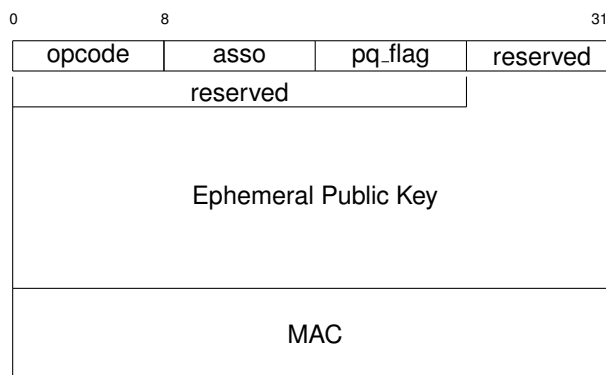 0 8 31
opcode asso pq_flag reserved
reserved
Ephemeral Public Key
MAC